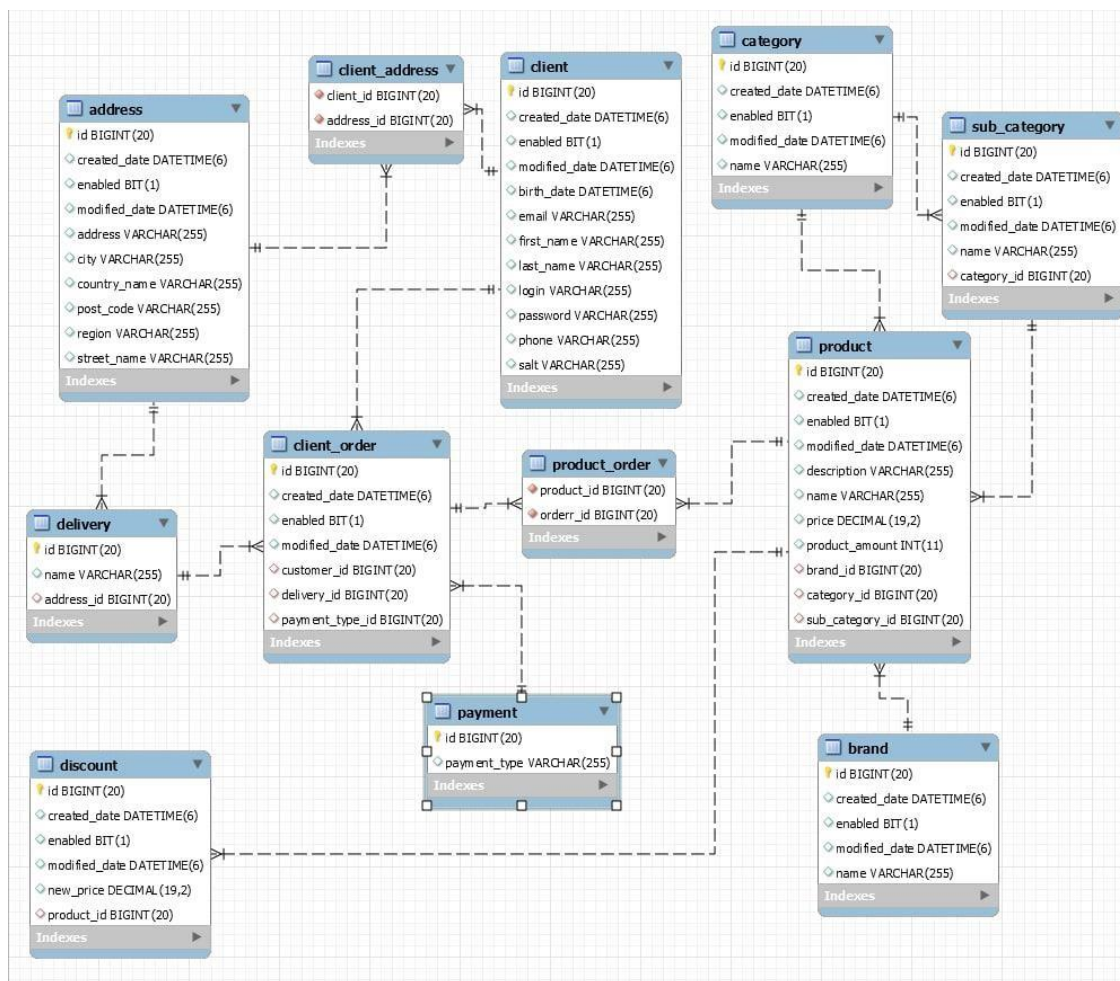 address
id BIGINT(20)
created_date DATETIME(6)
enabled BIT(1)
modified_date DATETIME(6)
address VARCHAR(255)
city VARCHAR(255)
country_name VARCHAR(255)
post_code VARCHAR(255)
region VARCHAR(255)
street_name VARCHAR(255)
Indexes
client_address
client_id BIGINT(20)
address_id BIGINT(20)
Indexes
client
id BIGINT(20)
created_date DATETIME(6)
enabled BIT(1)
modified_date DATETIME(6)
birth_date DATETIME(6)
email VARCHAR(255)
first_name VARCHAR(255)
last_name VARCHAR(255)
login VARCHAR(255)
password VARCHAR(255)
phone VARCHAR(255)
salt VARCHAR(255)
Indexes
category
id BIGINT(20)
created_date DATETIME(6)
enabled BIT(1)
modified_date DATETIME(6)
name VARCHAR(255)
Indexes
sub_category
id BIGINT(20)
created_date DATETIME(6)
enabled BIT(1)
modified_date DATETIME(6)
name VARCHAR(255)
category_id BIGINT(20)
Indexes
delivery
id BIGINT(20)
name VARCHAR(255)
address_id BIGINT(20)
Indexes
client_order
id BIGINT(20)
created_date DATETIME(6)
enabled BIT(1)
modified_date DATETIME(6)
customer_id BIGINT(20)
delivery_id BIGINT(20)
payment_type_id BIGINT(20)
Indexes
product_order
product_id BIGINT(20)
orderr_id BIGINT(20)
Indexes
product
id BIGINT(20)
created_date DATETIME(6)
enabled BIT(1)
modified_date DATETIME(6)
description VARCHAR(255)
name VARCHAR(255)
price DECIMAL(19,2)
product_amount INT(11)
brand_id BIGINT(20)
category_id BIGINT(20)
sub_category_id BIGINT(20)
Indexes
payment
id BIGINT(20)
payment_type VARCHAR(255)
Indexes
discount
id BIGINT(20)
created_date DATETIME(6)
enabled BIT(1)
modified_date DATETIME(6)
new_price DECIMAL(19,2)
product_id BIGINT(20)
Indexes
brand
id BIGINT(20)
created_date DATETIME(6)
enabled BIT(1)
modified_date DATETIME(6)
name VARCHAR(255)
Indexes